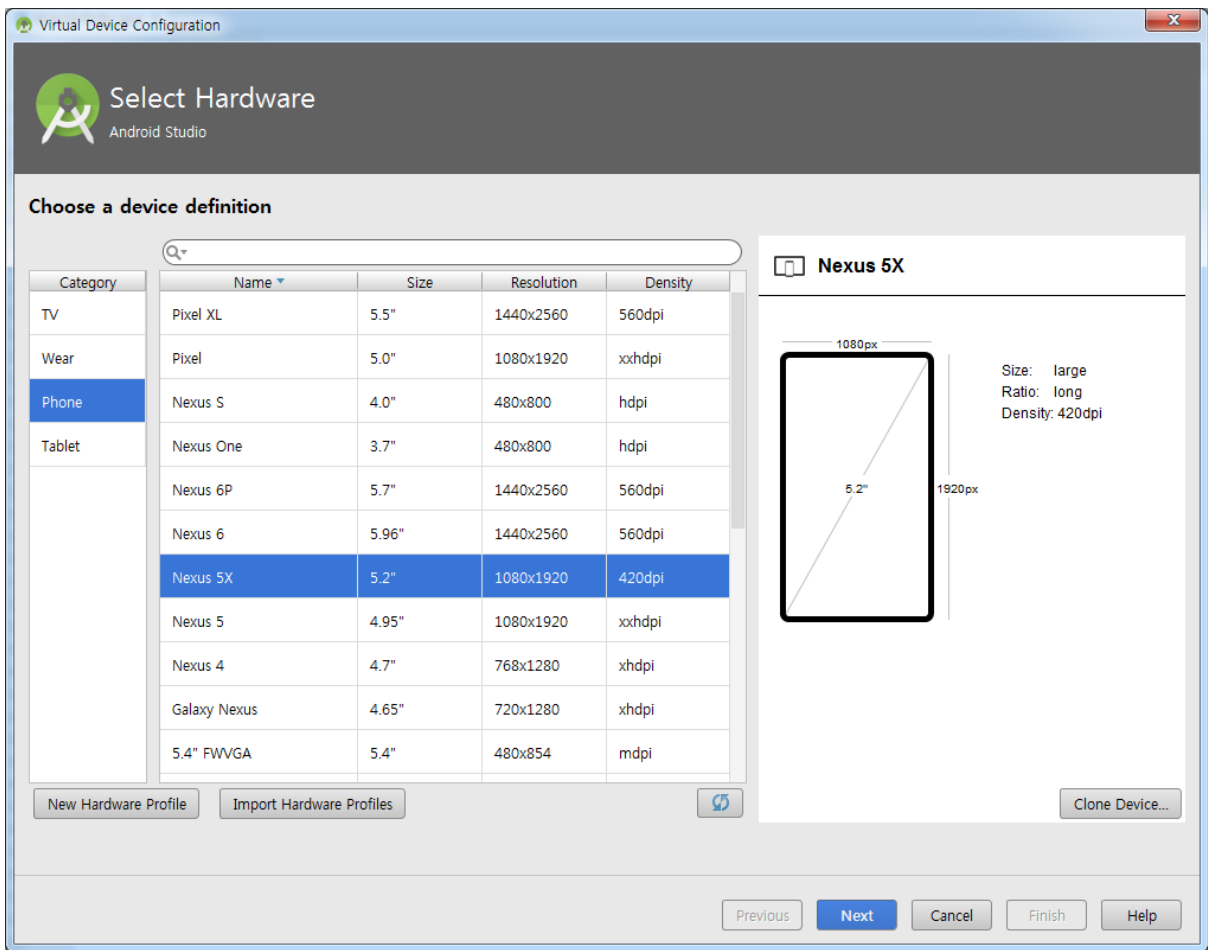 Virtual Device Configuration
Select Hardware
Android Studio
Choose a device definition
Category
TV
Wear
Phone
Tablet
Name Size Resolution Density
Pixel XL 5.5" 1440x2560 560dpi
Pixel 5.0" 1080x1920 xxhdpi
Nexus S 4.0" 480x800 hdpi
Nexus One 3.7" 480x800 hdpi
Nexus 6P 5.7" 1440x2560 560dpi
Nexus 6 5.96" 1440x2560 560dpi
Nexus 5X 5.2" 1080x1920 420dpi
Nexus 5 4.95" 1080x1920 xxhdpi
Nexus 4 4.7" 768x1280 xhdpi
Galaxy Nexus 4.65" 720x1280 xhdpi
5.4" FWVGA 5.4" 480x854 mdpi
New Hardware Profile Import Hardware Profiles
Nexus 5X
1080px
5.2"
1920px
Size: large
Ratio: long
Density: 420dpi
Clone Device...
Previous Next Cancel Finish Help